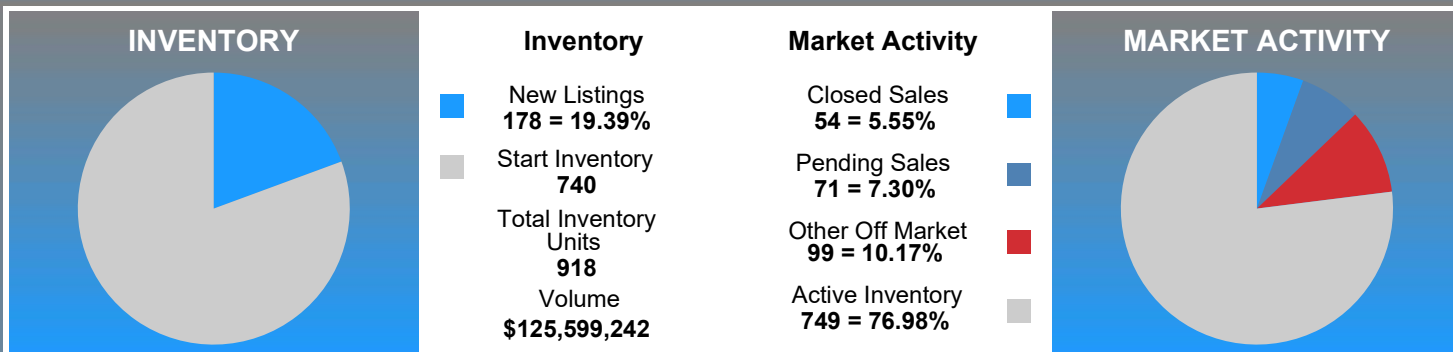 INVENTORY
Inventory
New Listings
178 = 19.39%
Start Inventory
740
Total Inventory
Units
918
Volume
$125,599,242
Market Activity
Closed Sales
54 = 5.55%
Pending Sales
71 = 7.30%
Other Off Market
99 = 10.17%
Active Inventory
749 = 76.98%
MARKET ACTIVITY